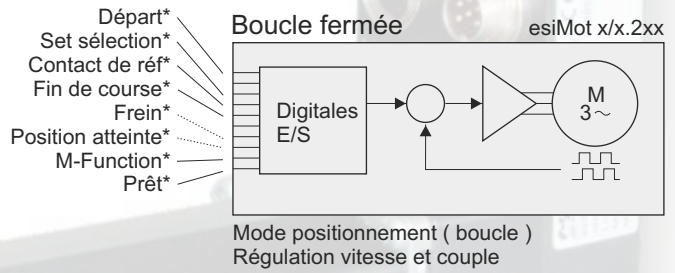 Départ*
Set sélection*
Contact de réf*
Fin de course*
Frein*
Position atteinte*
M-Function*
Prêt*
Boucle fermée
esiMot x/x.2xx
Digitales
E/S
M
3~
Mode positionnement ( boucle )
Régulation vitesse et couple